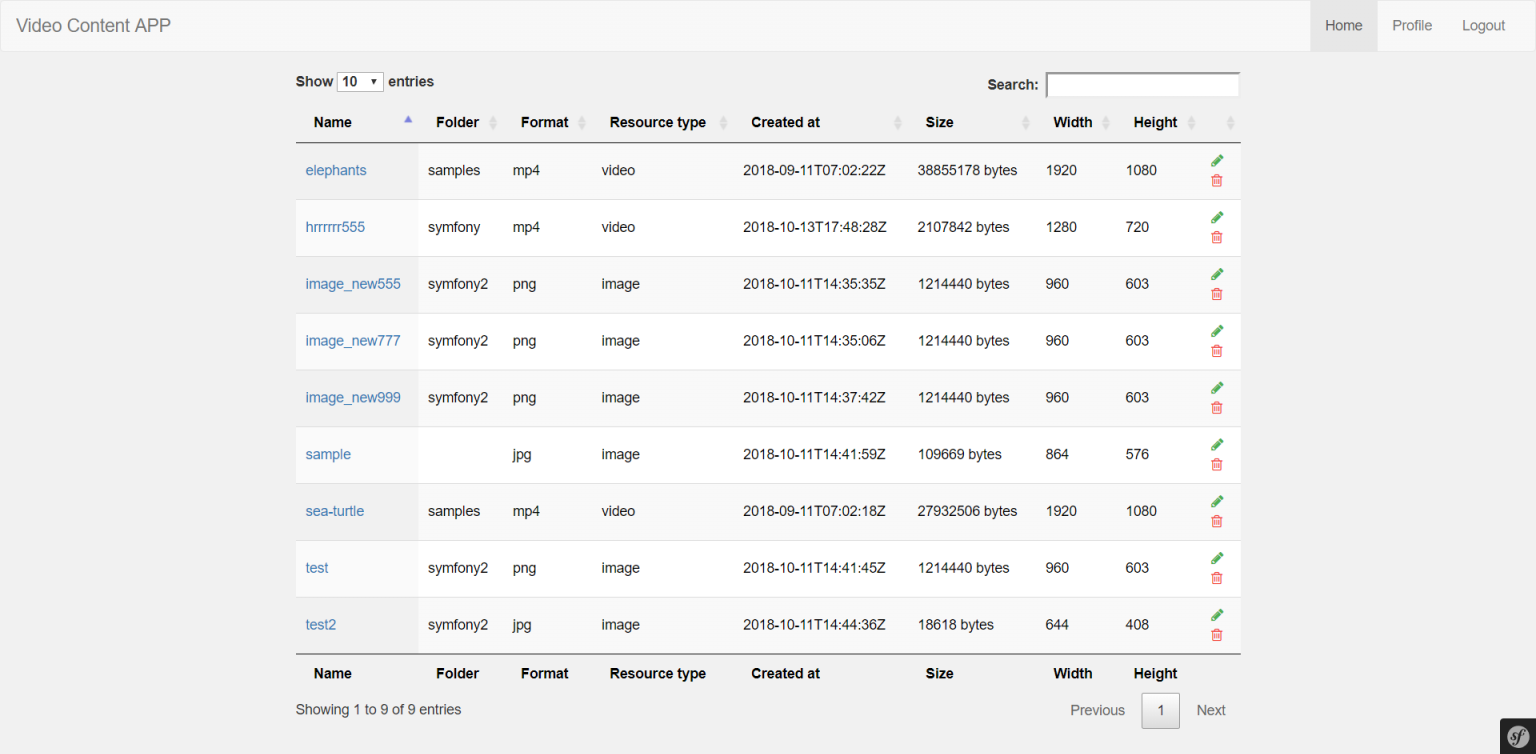 Video Content APP Home Profile Logout
Show 10 entries Search:
Name Folder Format Resource type Created at Size Width Height
elephants samples mp4 video 2018-09-11T07:02:22Z 38855178 bytes 1920 1080
hrrrrrr555 symfony mp4 video 2018-10-13T17:48:28Z 2107842 bytes 1280 720
image_new555 symfony2 png image 2018-10-11T14:35:35Z 1214440 bytes 960 603
image_new777 symfony2 png image 2018-10-11T14:35:06Z 1214440 bytes 960 603
image_new999 symfony2 png image 2018-10-11T14:37:42Z 1214440 bytes 960 603
sample jpg image 2018-10-11T14:41:59Z 109669 bytes 864 576
sea-turtle samples mp4 video 2018-09-11T07:02:18Z 27932506 bytes 1920 1080
test symfony2 png image 2018-10-11T14:41:45Z 1214440 bytes 960 603
test2 symfony2 jpg image 2018-10-11T14:44:36Z 18618 bytes 644 408
Name Folder Format Resource type Created at Size Width Height
Showing 1 to 9 of 9 entries Previous 1 Next
sf